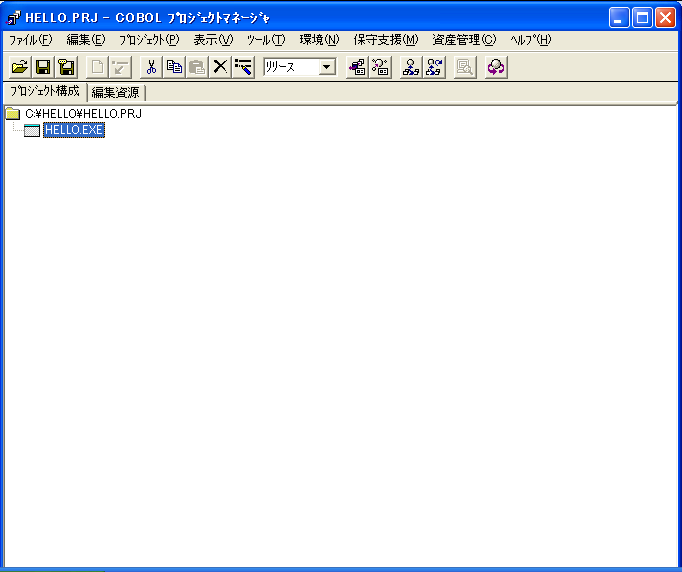 HELLO.PRJ - COBOL ﾌﾟﾛｼﾞｪｸﾄﾏﾈｰｼﾞｬ
ﾌｧｲﾙ(F) 編集(E) ﾌﾟﾛｼﾞｪｸﾄ(P) 表示(V) ﾂｰﾙ(T) 環境(N) 保守支援(M) 資産管理(C) ﾍﾙﾌﾟ(H)
ﾘﾘｰｽ
ﾌﾟﾛｼﾞｪｸﾄ構成 編集資源
C:¥HELLO¥HELLO.PRJ
HELLO.EXE